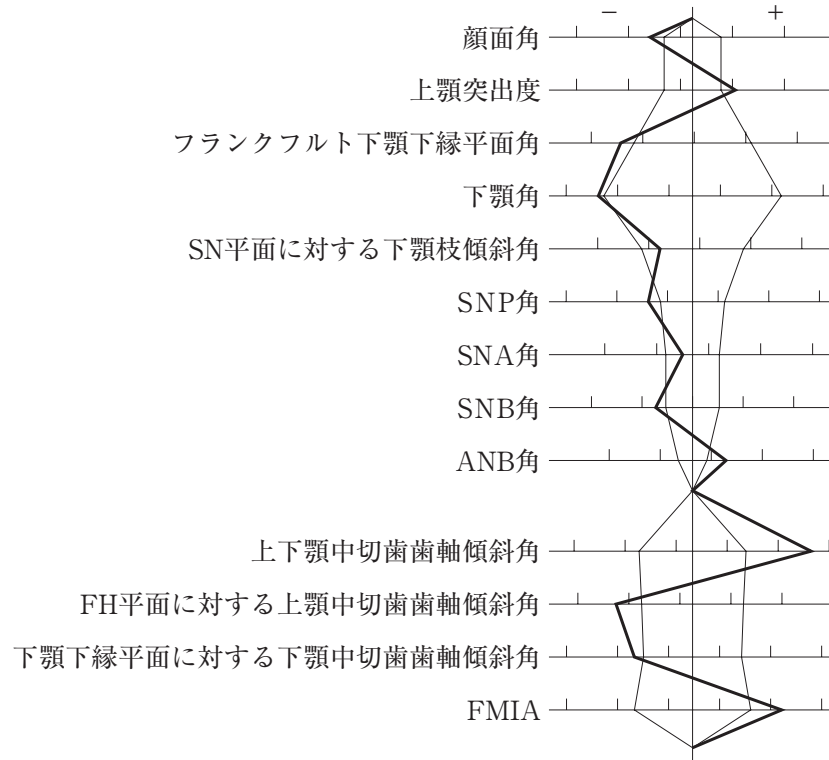 － ＋
顔面角
上顎突出度
フランクフルト下顎下縁平面角
下顎角
SN平面に対する下顎枝傾斜角
SNP角
SNA角
SNB角
ANB角
上下顎中切歯歯軸傾斜角
FH平面に対する上顎中切歯歯軸傾斜角
下顎下縁平面に対する下顎中切歯歯軸傾斜角
FMIA